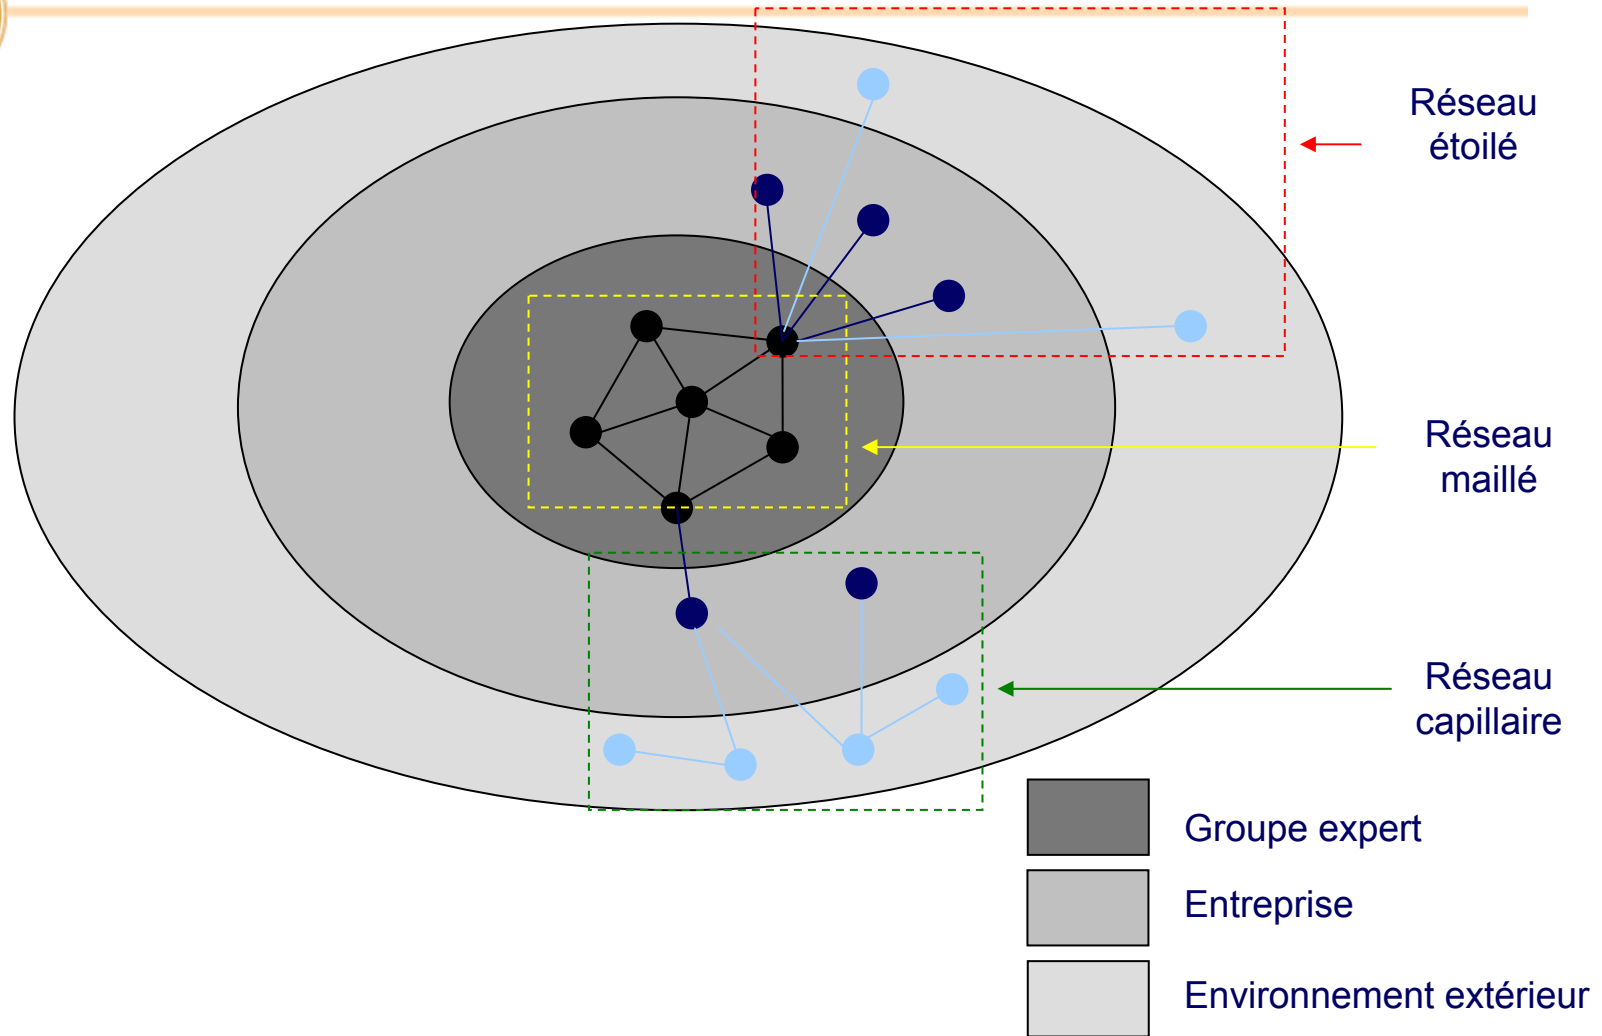 Réseau
étoilé
Réseau
maillé
Réseau
capillaire
Groupe expert
Entreprise
Environnement extérieur